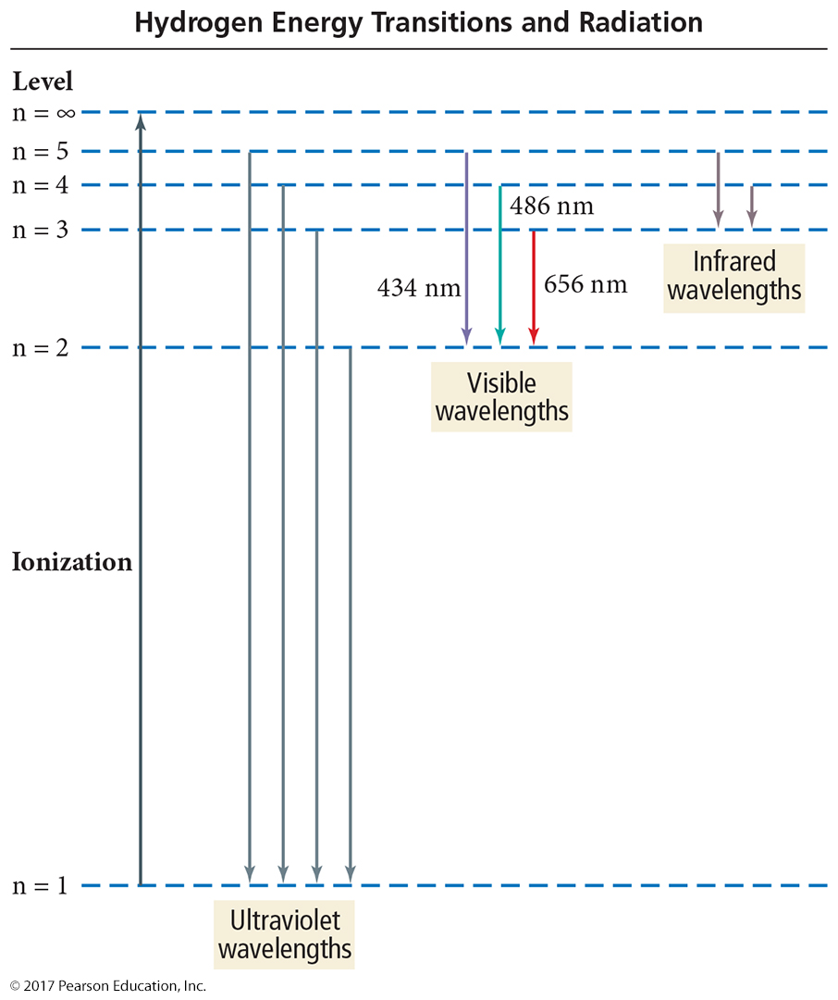 Hydrogen Energy Transitions and Radiation
Level
n = ∞
n = 5
n = 4
486 nm
n = 3
Infrared
wavelengths
434 nm
656 nm
n = 2
Visible
wavelengths
Ionization
n = 1
Ultraviolet
wavelengths
© 2017 Pearson Education, Inc.